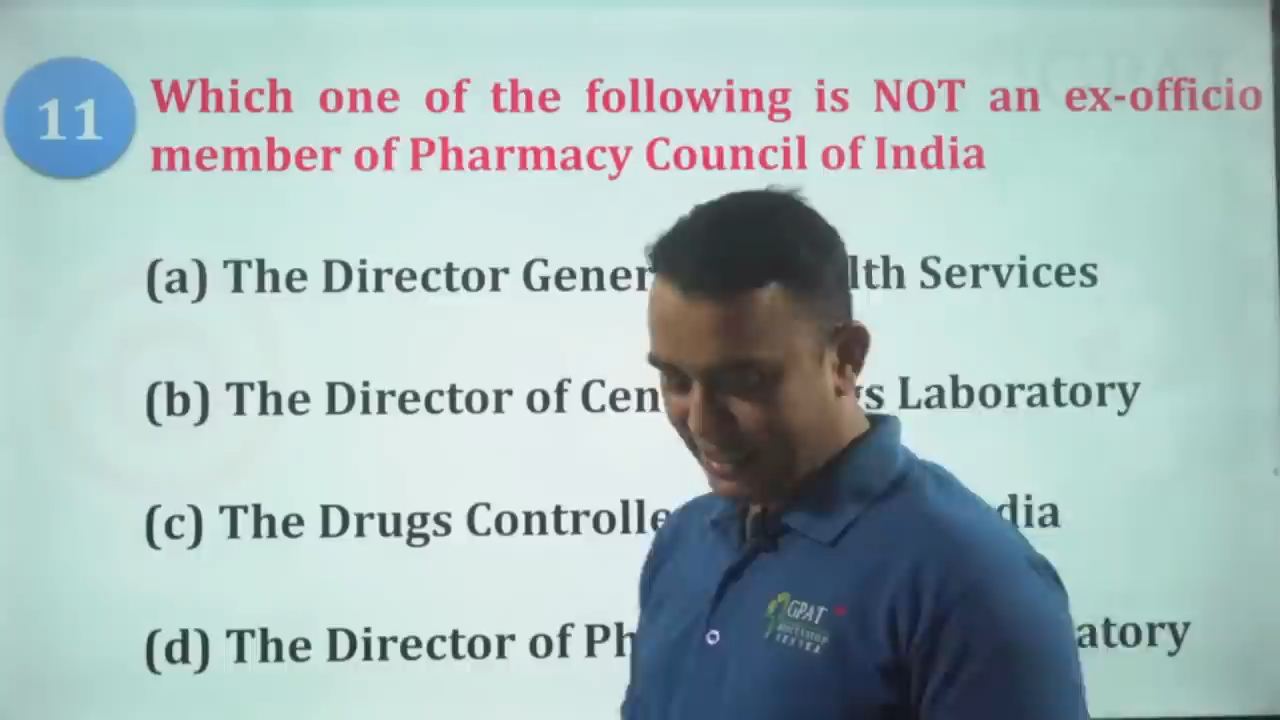 11
Which one of the following is NOT an ex-officio
member of Pharmacy Council of India
(a) The Director Gener lth Services
(b) The Director of Cen s Laboratory
(c) The Drugs Controlle dia
(d) The Director of Ph atory
GPAT